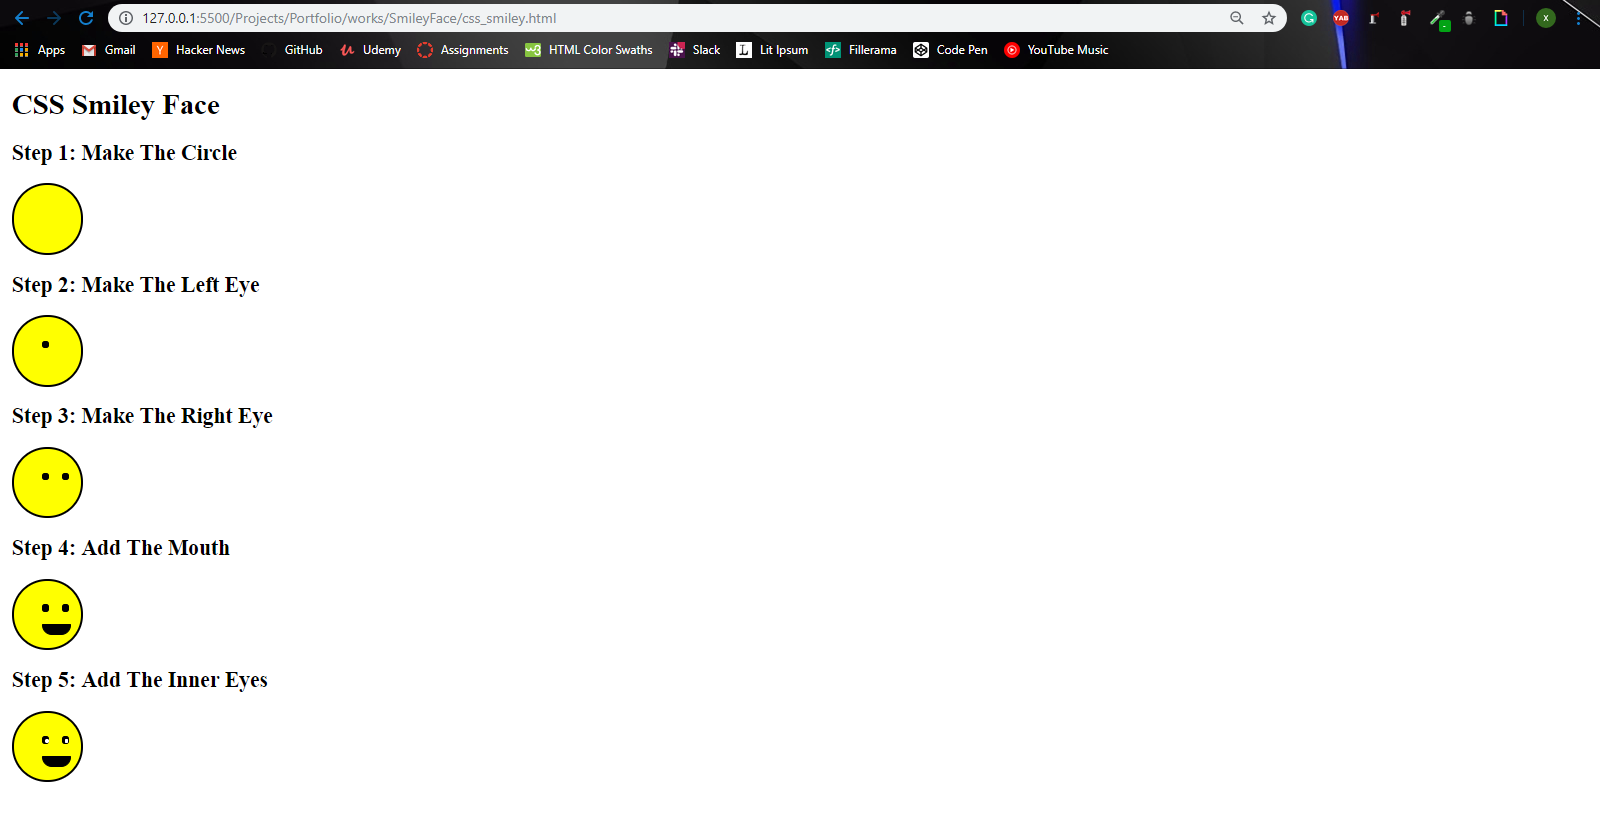 127.0.0.1:5500/Projects/Portfolio/works/SmileyFace/css_smiley.html
YAB
X
Apps Gmail Y Hacker News GitHub Udemy Assignments HTML Color Swaths Slack L Lit Ipsum Fillerama Code Pen YouTube Music
CSS Smiley Face
Step 1: Make The Circle
Step 2: Make The Left Eye
Step 3: Make The Right Eye
Step 4: Add The Mouth
Step 5: Add The Inner Eyes